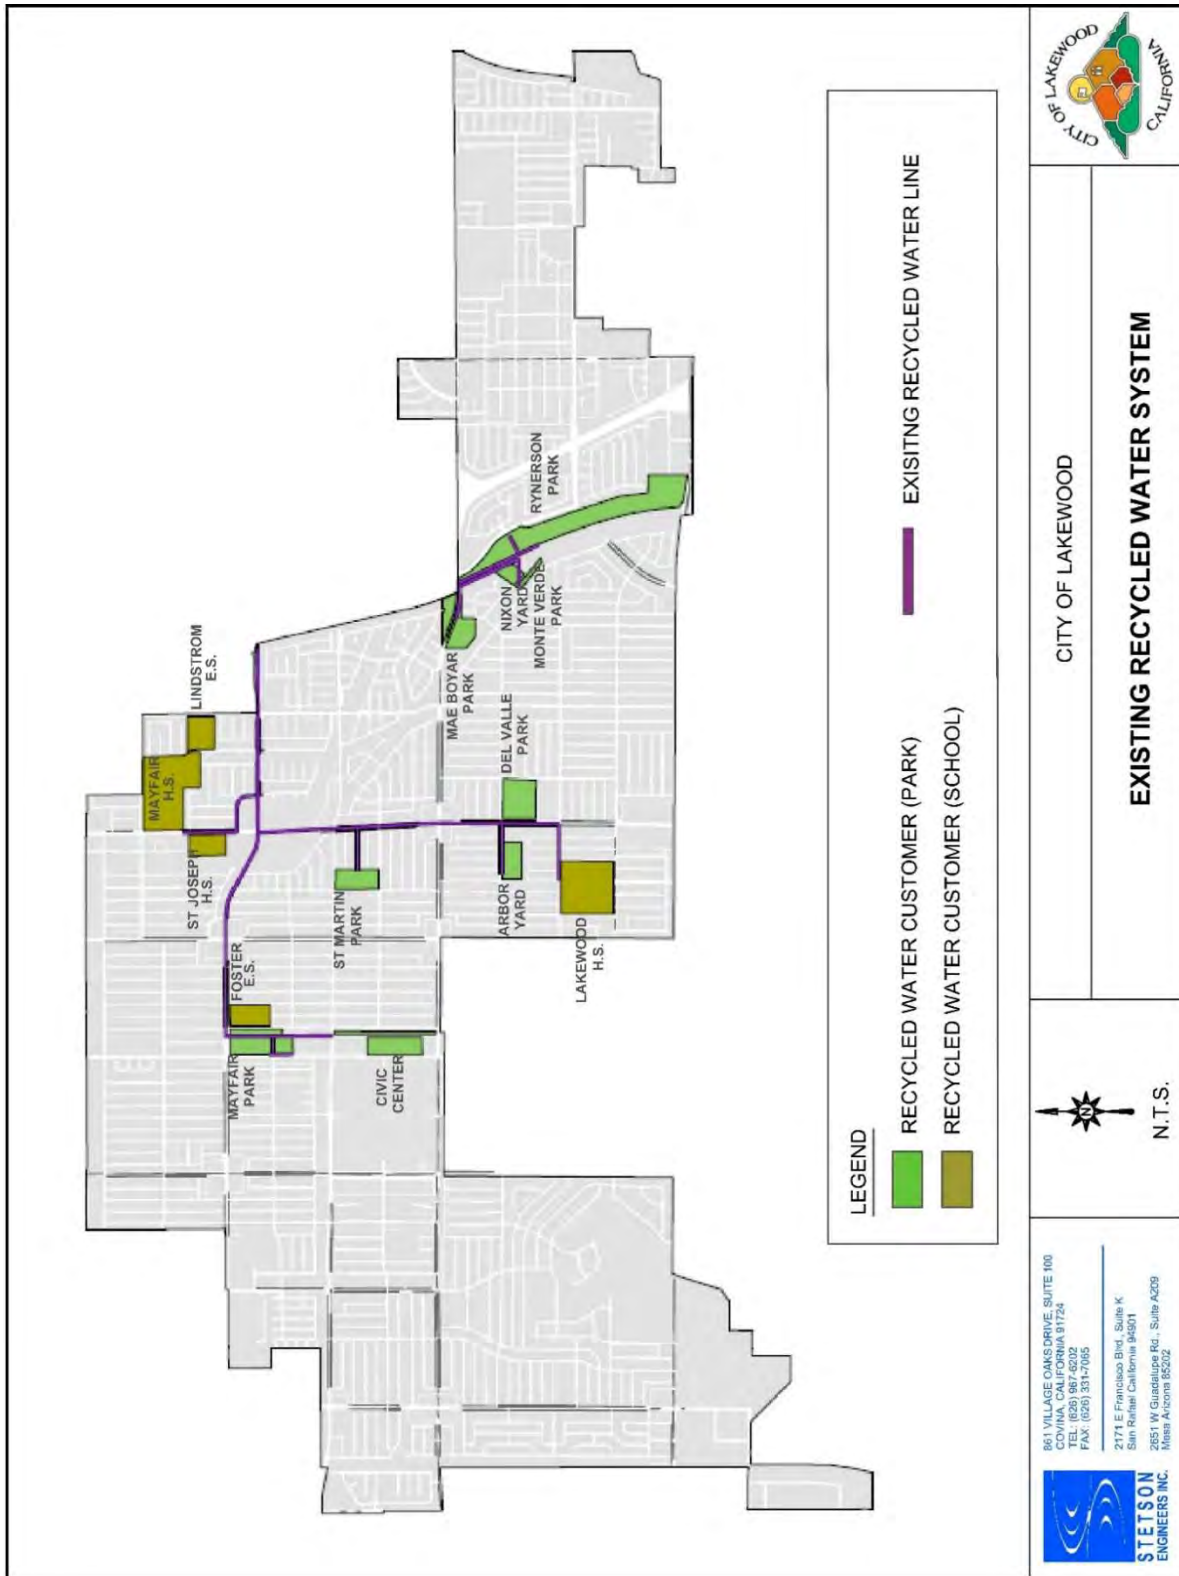 LINDSTROM
E.S.
MAYFAIR
H.S.
ST JOSEPH
H.S.
FOSTER
E.S.
MAYFAIR
PARK
CIVIC
CENTER
ST MARTIN
PARK
MAE BOYAR
PARK
RYNERSON
PARK
NIXON
YARD
MONTE VERDE
PARK
DEL VALLE
PARK
ARBOR
YARD
LAKEWOOD
H.S.
LEGEND
RECYCLED WATER CUSTOMER (PARK)
RECYCLED WATER CUSTOMER (SCHOOL)
EXISITNG RECYCLED WATER LINE
STETSON
ENGINEERS INC.
861 VILLAGE OAKS DRIVE, SUITE 100
COVINA, CALIFORNIA 91724
TEL: (626) 967-6202
FAX: (626) 331-7065
2171 E Francisco Blvd., Suite K
San Rafael California 94901
2651 W Guadalupe Rd., Suite A209
Mesa Arizona 85202
N
N.T.S.
CITY OF LAKEWOOD
EXISTING RECYCLED WATER SYSTEM
CITY OF LAKEWOOD
CALIFORNIA